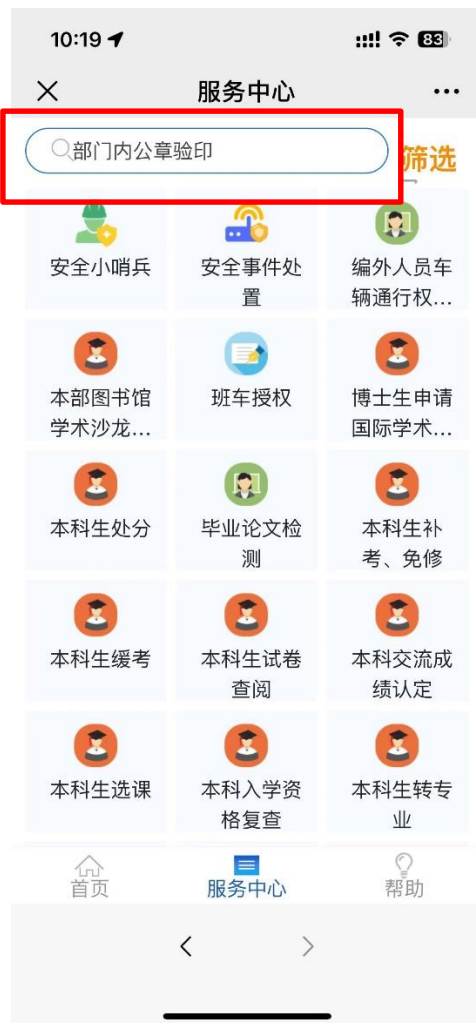 10:19
83
服务中心
部门内公章验印
筛选
安全小哨兵
安全事件处
置
编外人员车
辆通行权...
本部图书馆
学术沙龙...
班车授权
博士生申请
国际学术...
本科生处分
毕业论文检
测
本科生补
考、免修
本科生缓考
本科生试卷
查阅
本科交流成
绩认定
本科生选课
本科入学资
格复查
本科生转专
业
首页
服务中心
帮助